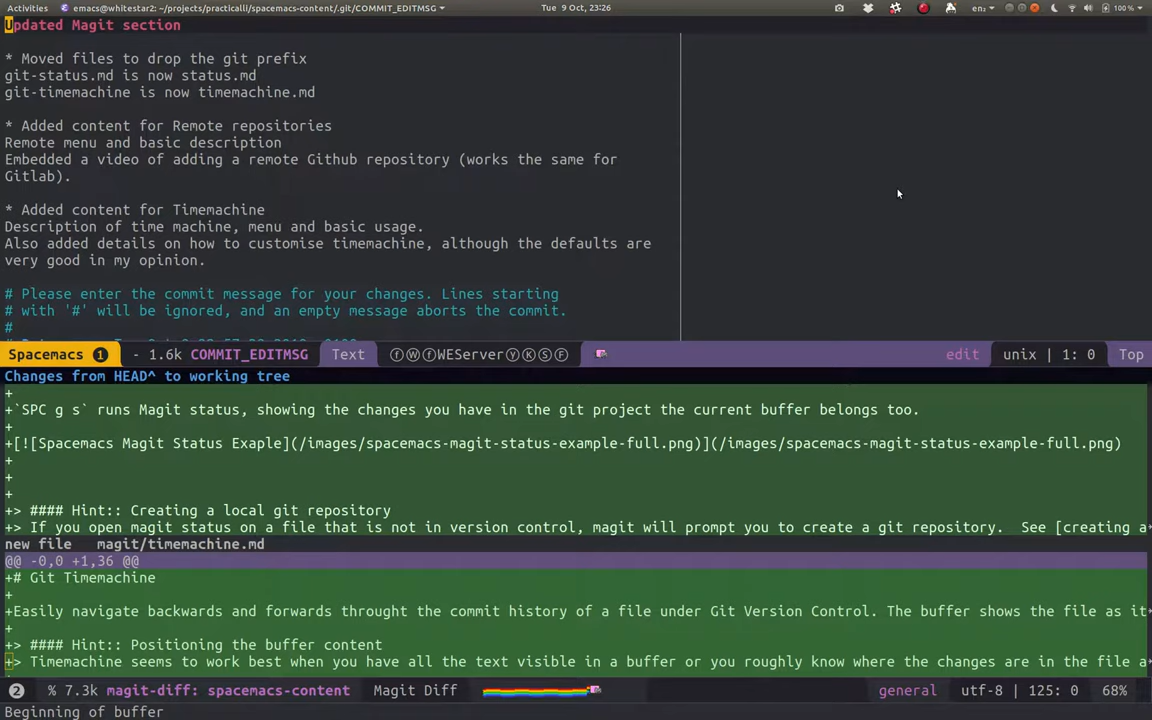 Activities emacs@whitestar2: ~/projects/practicalli/spacemacs-content/.git/COMMIT_EDITMSG Tue 9 Oct, 23:26 en₂ 100 %
Updated Magit section
* Moved files to drop the git prefix
git-status.md is now status.md
git-timemachine is now timemachine.md
* Added content for Remote repositories
Remote menu and basic description
Embedded a video of adding a remote Github repository (works the same for
Gitlab).
* Added content for Timemachine
Description of time machine, menu and basic usage.
Also added details on how to customise timemachine, although the defaults are
very good in my opinion.
# Please enter the commit message for your changes. Lines starting
# with '#' will be ignored, and an empty message aborts the commit.
#
Spacemacs ❶ - 1.6k COMMIT_EDITMSG Text ⓕⓌⓕWEServerⓎⓀⓈⒻ edit unix | 1: 0 Top
Changes from HEAD^ to working tree
+
+`SPC g s` runs Magit status, showing the changes you have in the git project the current buffer belongs too.
+
+[![Spacemacs Magit Status Exaple](/images/spacemacs-magit-status-example-full.png)](/images/spacemacs-magit-status-example-full.png)
+
+
+
+> #### Hint:: Creating a local git repository
+> If you open magit status on a file that is not in version control, magit will prompt you to create a git repository.  See [creating a
new file   magit/timemachine.md
@@ -0,0 +1,36 @@
+# Git Timemachine
+
+Easily navigate backwards and forwards throught the commit history of a file under Git Version Control. The buffer shows the file as it
+
+> #### Hint:: Positioning the buffer content
+> Timemachine seems to work best when you have all the text visible in a buffer or you roughly know where the changes are in the file a
❷ % 7.3k magit-diff: spacemacs-content Magit Diff general utf-8 | 125: 0 68%
Beginning of buffer